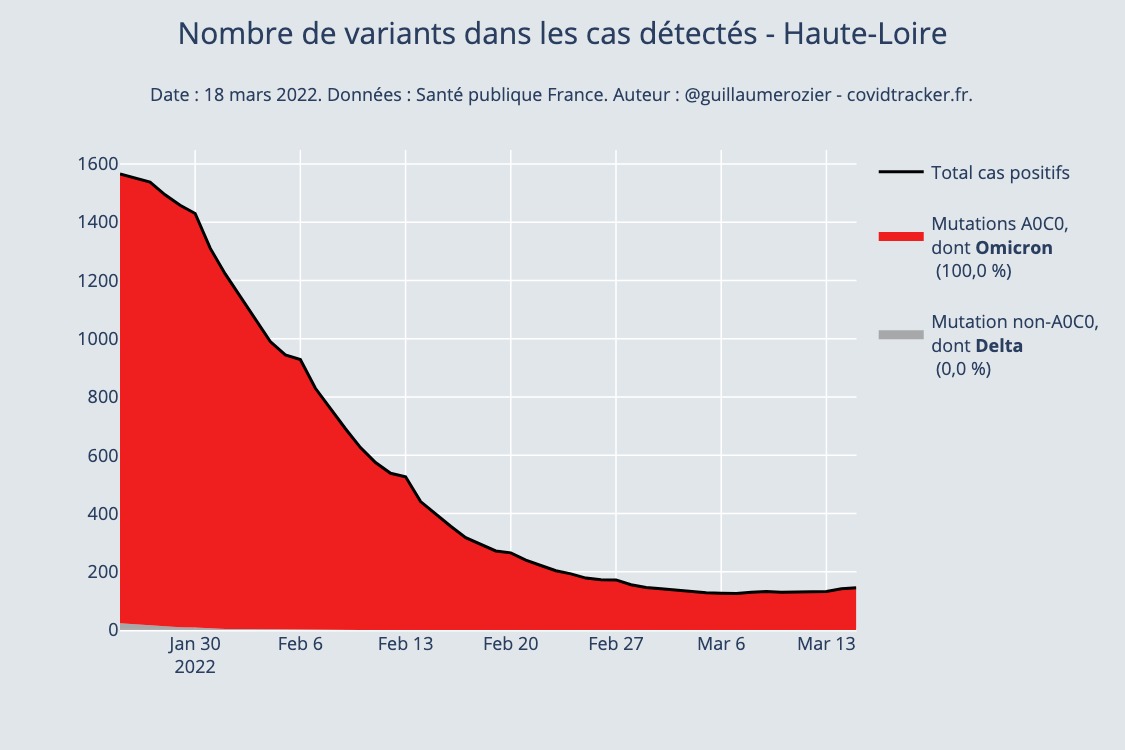 Nombre de variants dans les cas détectés - Haute-Loire
Date : 18 mars 2022. Données : Santé publique France. Auteur : @guillaumerozier - covidtracker.fr.
1600
1400
1200
1000
800
600
400
200
0
Jan 30
2022
Feb 6
Feb 13
Feb 20
Feb 27
Mar 6
Mar 13
Total cas positifs
Mutations A0C0,
dont Omicron
(100,0 %)
Mutation non-A0C0,
dont Delta
(0,0 %)